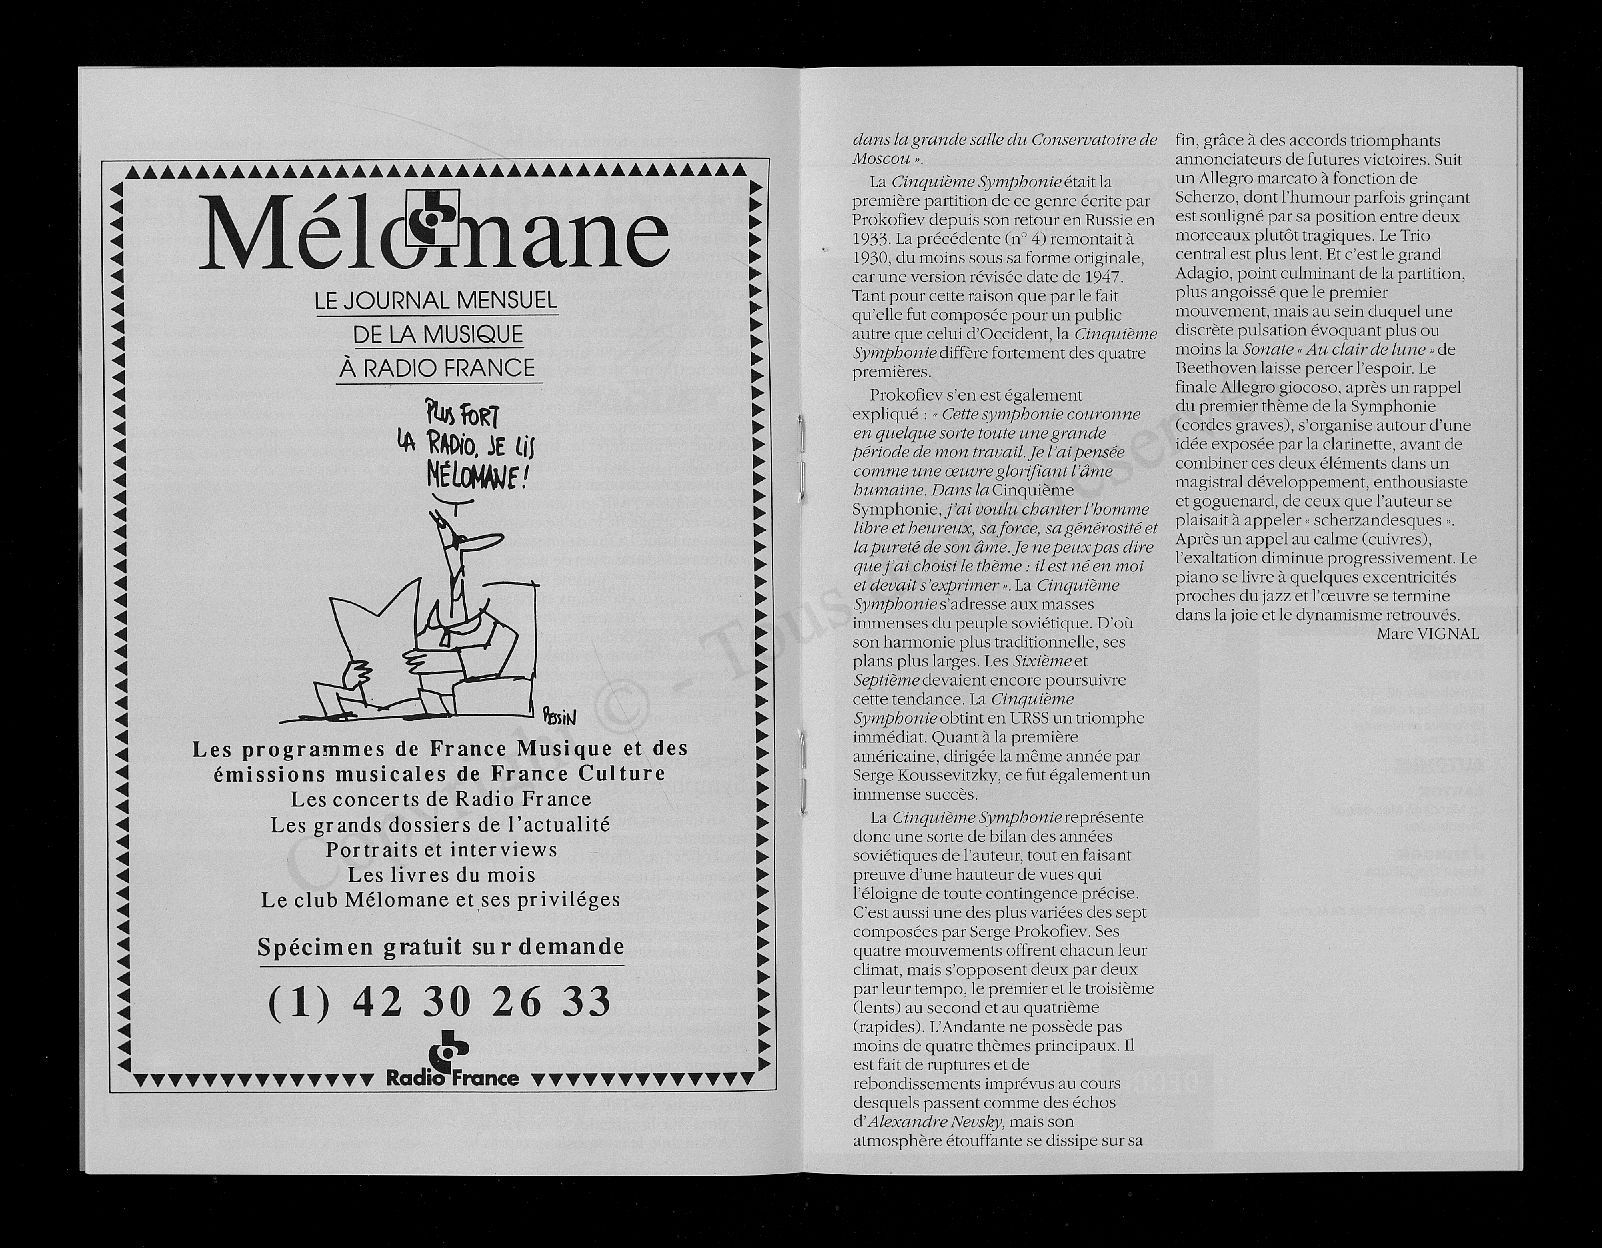 Mélomane
LE JOURNAL MENSUEL
DE LA MUSIQUE
À RADIO FRANCE
PLUS FORT
LA RADIO, JE LIS
MÉLOMANE !
PESSIN
Les programmes de France Musique et des
émissions musicales de France Culture
Les concerts de Radio France
Les grands dossiers de l'actualité
Portraits et interviews
Les livres du mois
Le club Mélomane et ses priviléges
Spécimen gratuit sur demande
(1) 42 30 26 33
Radio France
dans la grande salle du Conservatoire de
Moscou ».
La Cinquième Symphonie était la
première partition de ce genre écrite par
Prokofiev depuis son retour en Russie en
1933. La précédente (n° 4) remontait à
1930, du moins sous sa forme originale,
car une version révisée date de 1947.
Tant pour cette raison que par le fait
qu'elle fut composée pour un public
autre que celui d'Occident, la Cinquième
Symphonie diffère fortement des quatre
premières.
Prokofiev s'en est également
expliqué : « Cette symphonie couronne
en quelque sorte toute une grande
période de mon travail. Je l'ai pensée
comme une œuvre glorifiant l'âme
humaine. Dans la Cinquième
Symphonie, j'ai voulu chanter l'homme
libre et heureux, sa force, sa générosité et
la pureté de son âme. Je ne peux pas dire
que j'ai choisi le thème : il est né en moi
et devait s'exprimer ». La Cinquième
Symphonie s'adresse aux masses
immenses du peuple soviétique. D'où
son harmonie plus traditionnelle, ses
plans plus larges. Les Sixième et
Septième devaient encore poursuivre
cette tendance. La Cinquième
Symphonie obtint en URSS un triomphe
immédiat. Quant à la première
américaine, dirigée la même année par
Serge Koussevitzky, ce fut également un
immense succès.
La Cinquième Symphonie représente
donc une sorte de bilan des années
soviétiques de l'auteur, tout en faisant
preuve d'une hauteur de vues qui
l'éloigne de toute contingence précise.
C'est aussi une des plus variées des sept
composées par Serge Prokofiev. Ses
quatre mouvements offrent chacun leur
climat, mais s'opposent deux par deux
par leur tempo, le premier et le troisième
(lents) au second et au quatrième
(rapides). L'Andante ne possède pas
moins de quatre thèmes principaux. Il
est fait de ruptures et de
rebondissements imprévus au cours
desquels passent comme des échos
d'Alexandre Nevsky, mais son
atmosphère étouffante se dissipe sur sa
fin, grâce à des accords triomphants
annonciateurs de futures victoires. Suit
un Allegro marcato à fonction de
Scherzo, dont l'humour parfois grinçant
est souligné par sa position entre deux
morceaux plutôt tragiques. Le Trio
central est plus lent. Et c'est le grand
Adagio, point culminant de la partition,
plus angoissé que le premier
mouvement, mais au sein duquel une
discrète pulsation évoquant plus ou
moins la Sonate « Au clair de lune » de
Beethoven laisse percer l'espoir. Le
finale Allegro giocoso, après un rappel
du premier thème de la Symphonie
(cordes graves), s'organise autour d'une
idée exposée par la clarinette, avant de
combiner ces deux éléments dans un
magistral développement, enthousiaste
et goguenard, de ceux que l'auteur se
plaisait à appeler « scherzandesques ».
Après un appel au calme (cuivres),
l'exaltation diminue progressivement. Le
piano se livre à quelques excentricités
proches du jazz et l'œuvre se termine
dans la joie et le dynamisme retrouvés.
Marc VIGNAL